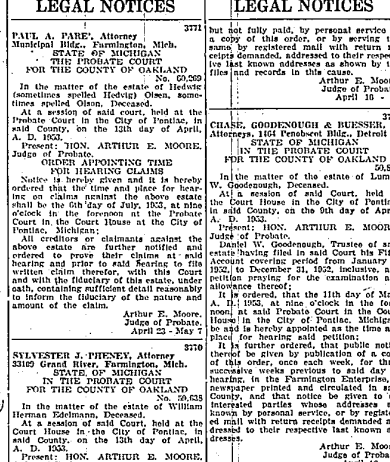 LEGAL NOTICES
3771
PAUL A. PARE', Attorney
Municipal Bldg., Farmington, Mich.
STATE OF MICHIGAN
THE PROBATE COURT
FOR THE COUNTY OF OAKLAND
No. 60,269
In the matter of the estate of Hedwig
(sometimes spelled Hedvig) Olsen, some-
times spelled Olson, Deceased.
At a session of said court, held at the
Probate Court in the City of Pontiac, in
said County, on the 13th day of April,
A. D. 1953.
Present: HON. ARTHUR E. MOORE,
Judge of Probate.
ORDER APPOINTING TIME
FOR HEARING CLAIMS
Notice is hereby given and it is hereby
ordered that the time and place for hear-
ing on claims against the above estate
shall be the 6th day of July, 1953, at nine
o'clock in the forenoon at the Probate
Court in the Court House at the City of
Pontiac, Michigan;
All creditors or claimants against the
above estate are further notified and
ordered to prove their claims at said
hearing and prior to said hearing to file
written claim therefor, with this Court
and with the fiduciary of this estate, under
oath, containing sufficient detail reasonably
to inform the fiduciary of the nature and
amount of the claim.
Arthur E. Moore,
Judge of Probate.
April 23 - May 7
3770
SYLVESTER J. PHENEY, Attorney
33109 Grand River, Farmington, Mich.
STATE OF MICHIGAN
IN THE PROBATE COURT
FOR THE COUNTY OF OAKLAND
No. 59,635
In the matter of the estate of William
Herman Edelmann, Deceased.
At a session of said court, held at the
Court House in the City of Pontiac, in
said County, on the 13th day of April,
A. D. 1953.
Present: HON. ARTHUR E. MOORE,
LEGAL NOTICES
but not fully paid, by personal service
a copy of this order, or by serving t
same by registered mail with return
ceipts demanded, addressed to their respec
ive last known addresses as shown by t
files and records in this cause.
Arthur E. Moor
April 16 -
37
CHASE, GOODENOUGH & BUESSER,
Attorneys, 1464 Penobscot Bldg., Detroit
STATE OF MICHIGAN
IN THE PROBATE COURT
FOR THE COUNTY OF OAKLAND
50,5
In the matter of the estate of Lum
W. Goodenough, Deceased.
At a session of said Court, held
the Court House in the City of Pontiac
in said County, on the 9th day of Apr
A. D. 1953.
Present: HON. ARTHUR E. MOOR
Judge of Probate.
Daniel W. Goodenough, Trustee of sa
estate having filed in said Court his Fif
Account covering period from January
1952, to December 31, 1952, inclusive, a
petition praying for the examination a
allowance thereof;
It is ordered, that the 11th day of Ma
A. D. 1953, at nine o'clock in the for
noon, at said Probate Court in the Cou
House in the City of Pontiac, Michiga
be and is hereby appointed as the time a
place for hearing said petition;
It is further ordered, that public noti
thereof be given by publication of a co
of this order, once each week, for thr
successive weeks previous to said day
hearing, in the Farmington Enterprise,
newspaper printed and circulated in sa
County, and that notice be given to
interested parties whose addresses a
known by personal service, or by registe
ed mail with return receipts demanded a
dressed to their respective last known a
dresses.
Arthur E. Moor
Judge of Probate